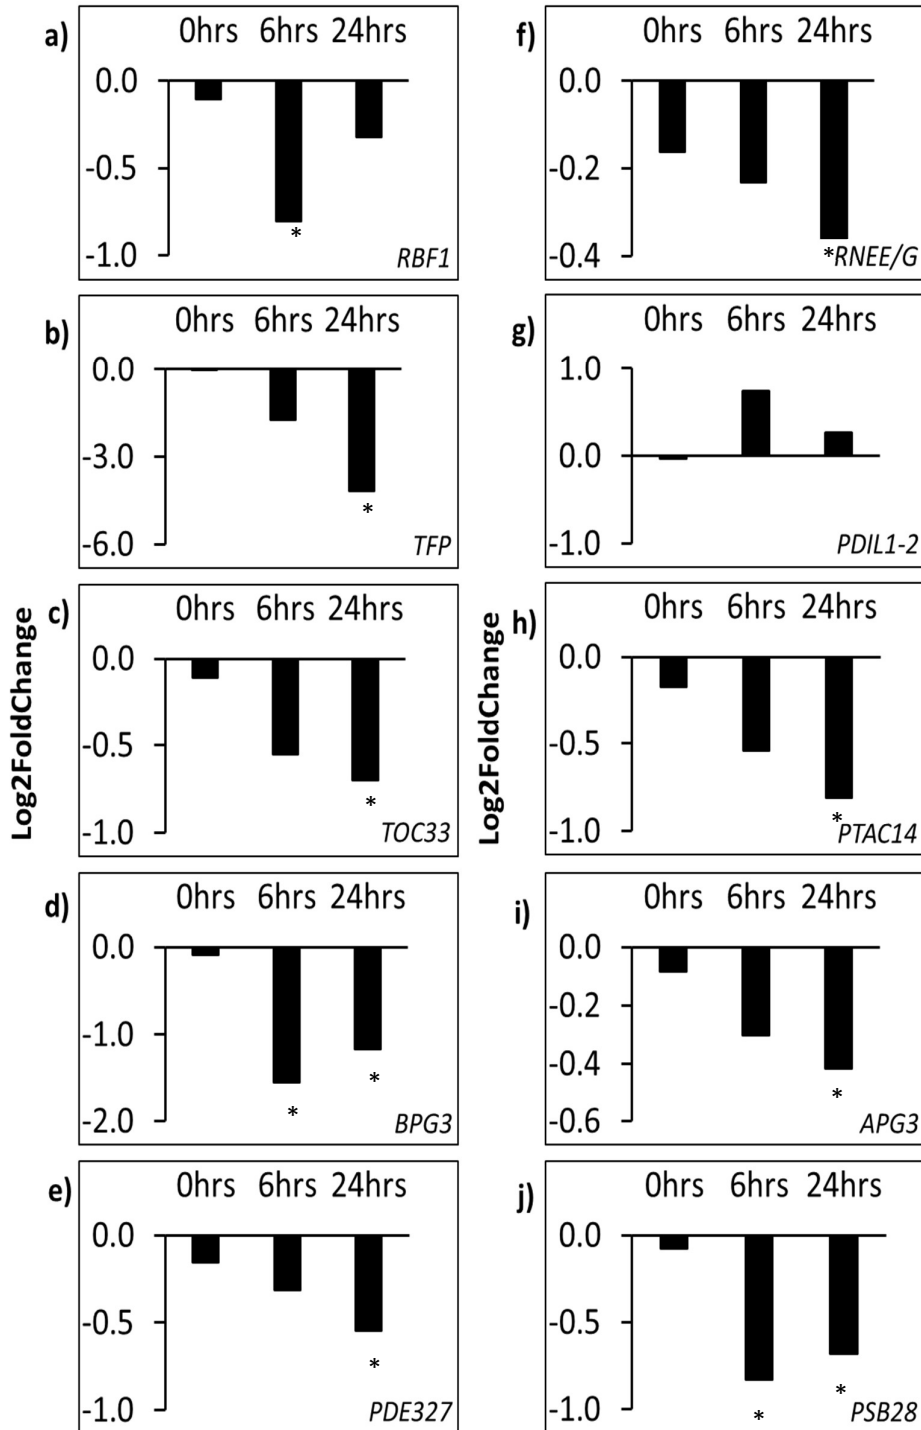 a)
0hrs 6hrs 24hrs
0.0
-0.5
-1.0
*
RBF1
b)
0hrs 6hrs 24hrs
0.0
-3.0
-6.0
*
TFP
c)
0hrs 6hrs 24hrs
0.0
-0.5
-1.0
*
TOC33
Log2FoldChange
d)
0hrs 6hrs 24hrs
0.0
-1.0
-2.0
* *
BPG3
e)
0hrs 6hrs 24hrs
0.0
-0.5
-1.0
*
PDE327
f)
0hrs 6hrs 24hrs
0.0
-0.2
-0.4
*RNEE/G
g)
0hrs 6hrs 24hrs
1.0
0.0
-1.0
PDIL1-2
h)
0hrs 6hrs 24hrs
0.0
-0.5
-1.0
*
PTAC14
Log2FoldChange
i)
0hrs 6hrs 24hrs
0.0
-0.2
-0.4
-0.6
*
APG3
j)
0hrs 6hrs 24hrs
0.0
-0.5
-1.0
* *
PSB28